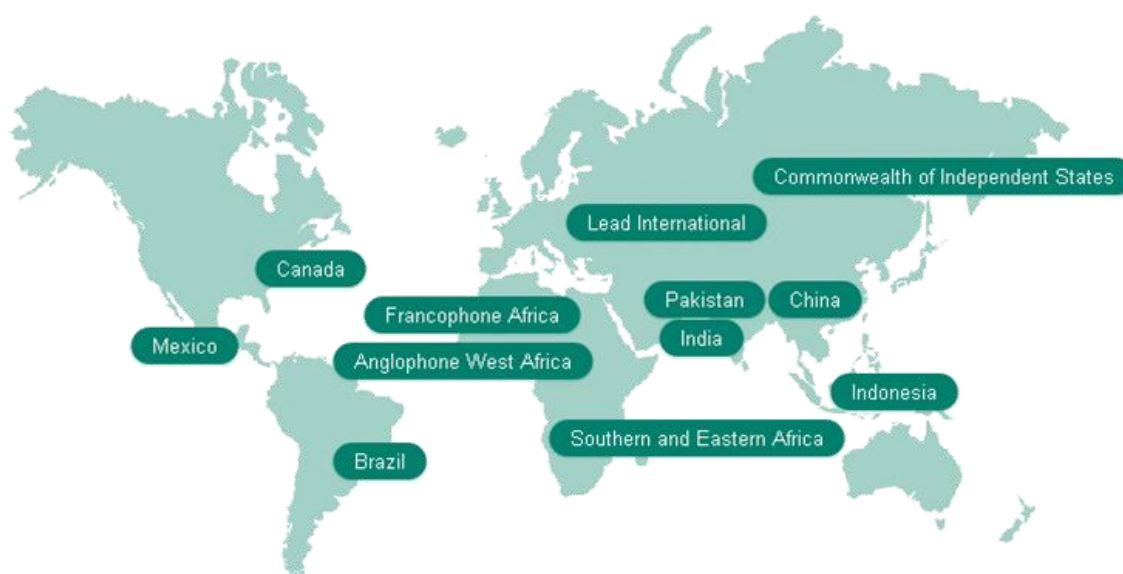 Commonwealth of Independent States
Lead International
Canada
Pakistan
China
Francophone Africa
India
Mexico
Anglophone West Africa
Indonesia
Southern and Eastern Africa
Brazil